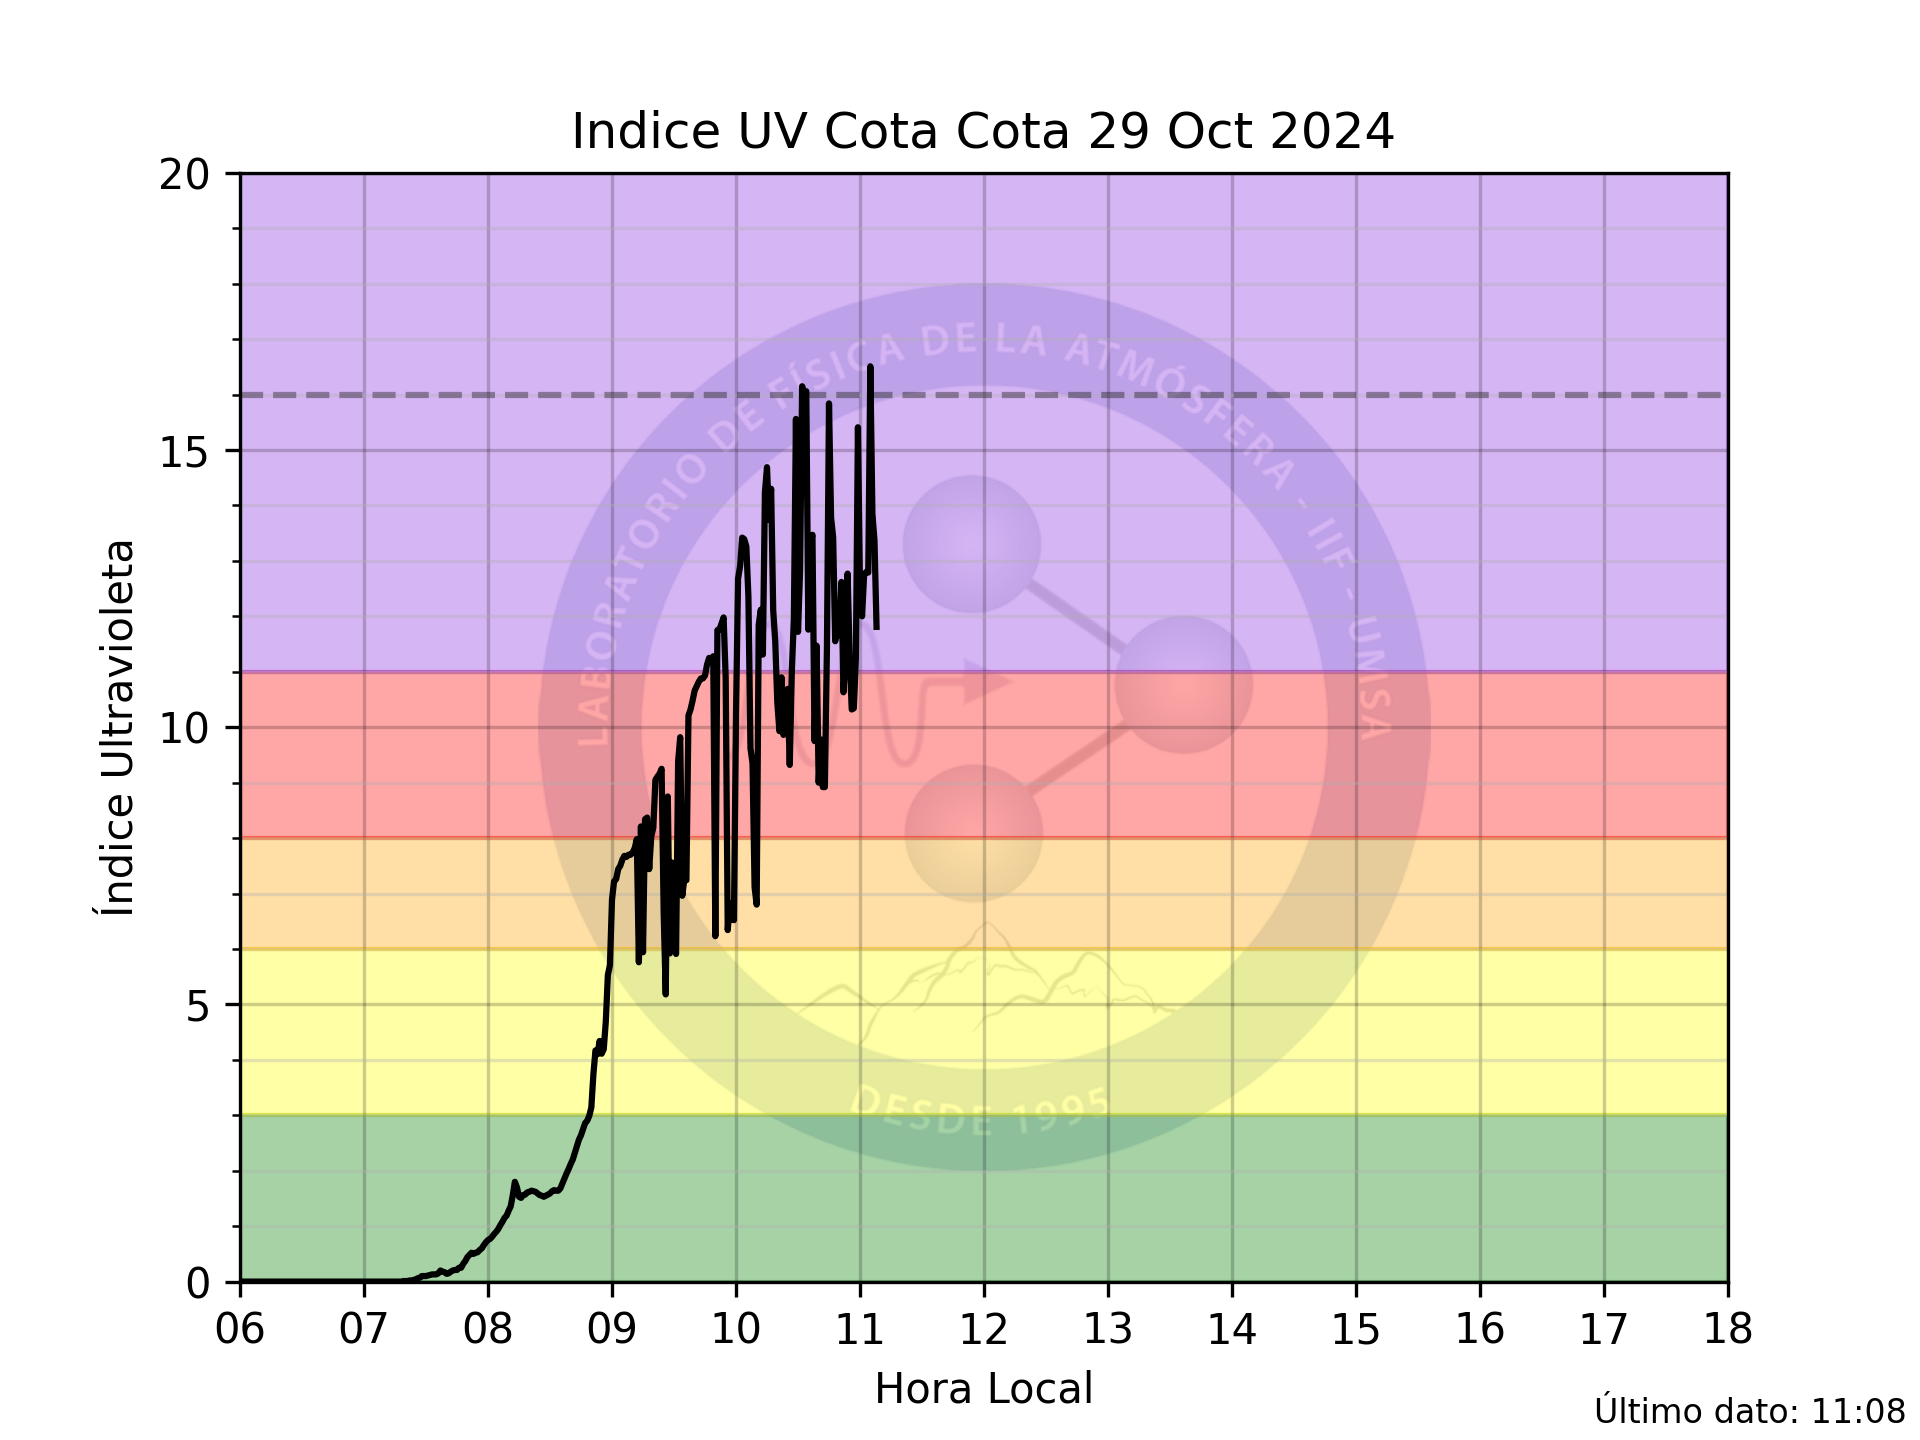 Indice UV Cota Cota 29 Oct 2024
20
15
10
5
0
Índice Ultravioleta
LABORATORIO DE FÍSICA DE LA ATMÓSFERA - IIF - UMSA
DESDE 1995
06 07 08 09 10 11 12 13 14 15 16 17 18
Hora Local
Último dato: 11:08